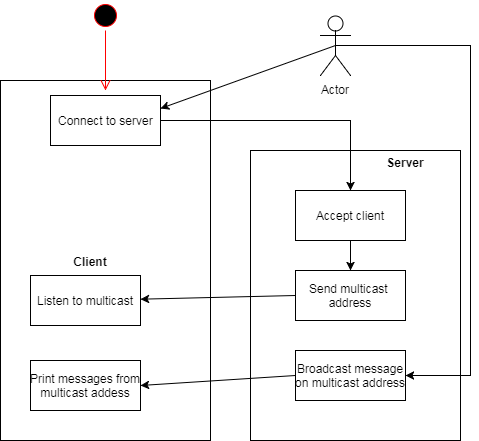 Actor
Connect to server
Server
Accept client
Client
Listen to multicast
Send multicast
address
Print messages from
multicast addess
Broadcast message
on multicast address